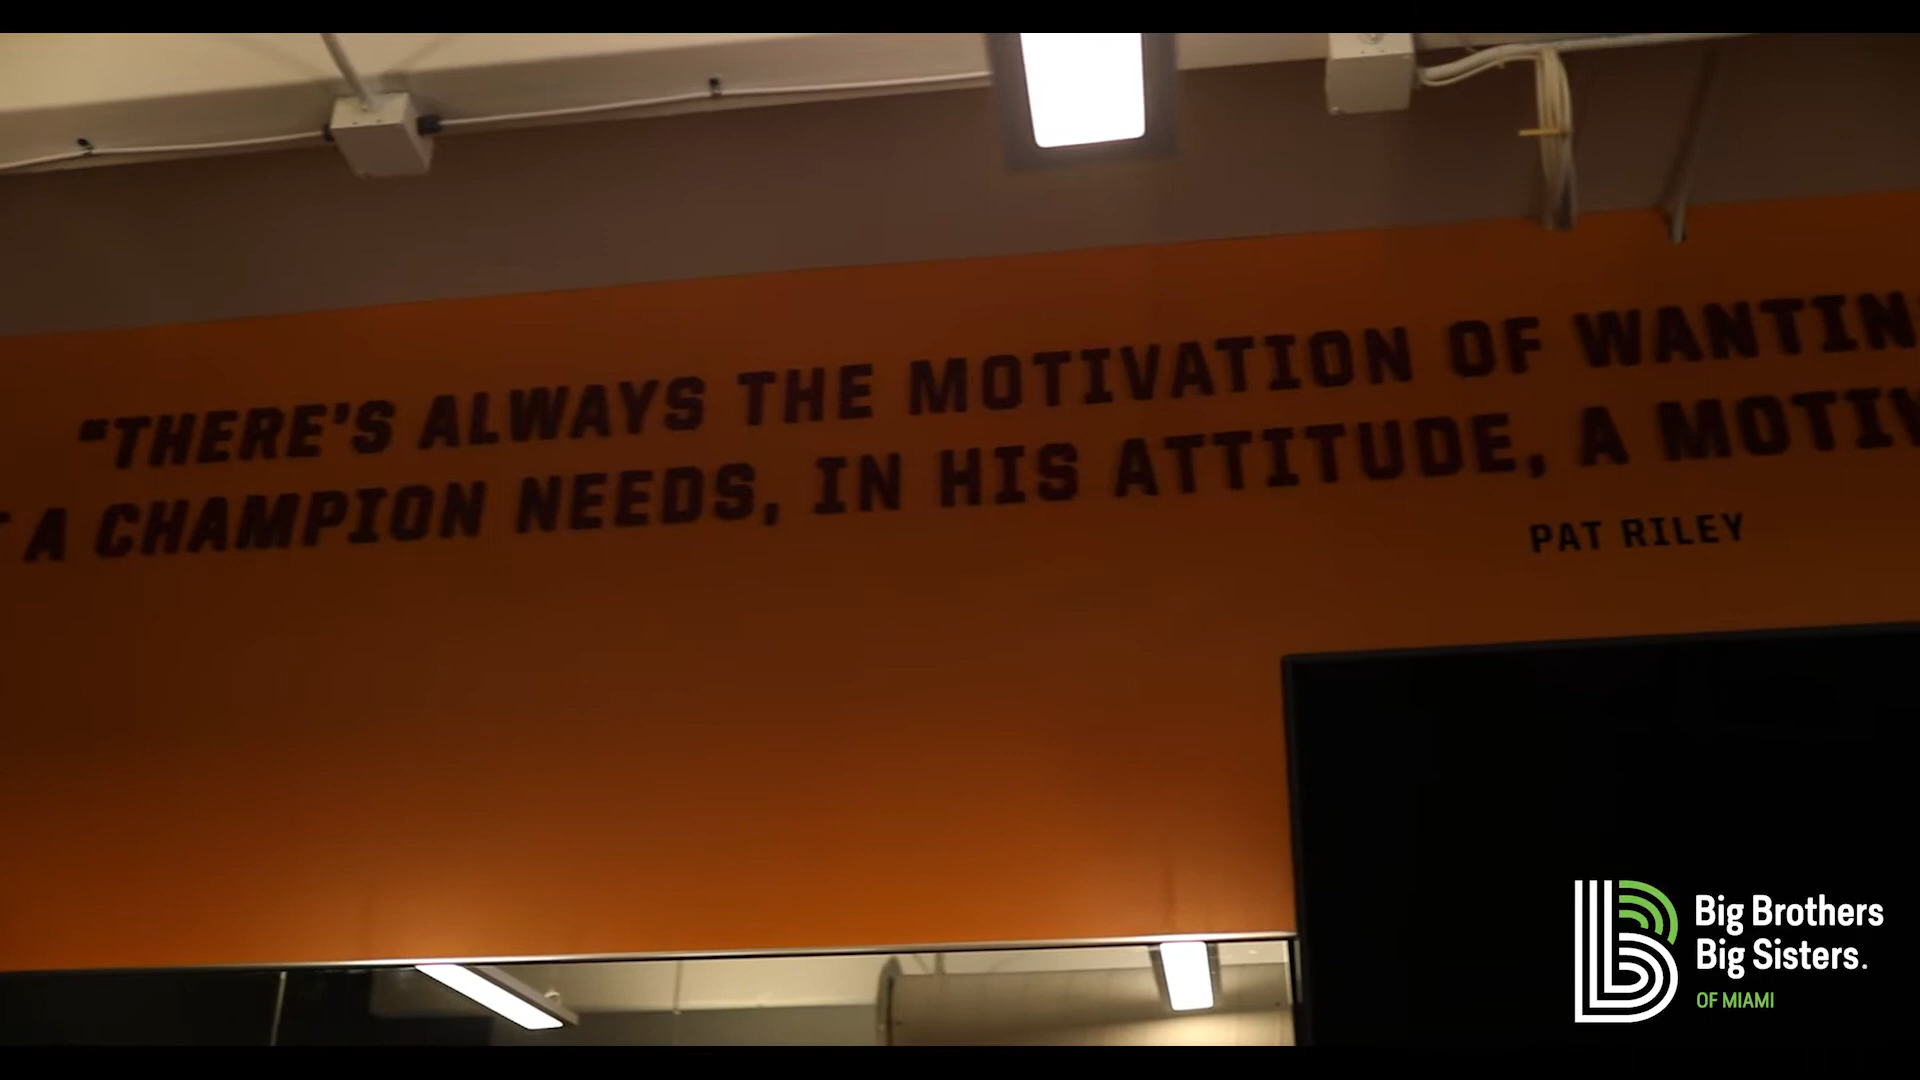 “THERE’S ALWAYS THE MOTIVATION OF WANTIN
A CHAMPION NEEDS, IN HIS ATTITUDE, A MOTIV
PAT RILEY
Big Brothers
Big Sisters.
OF MIAMI